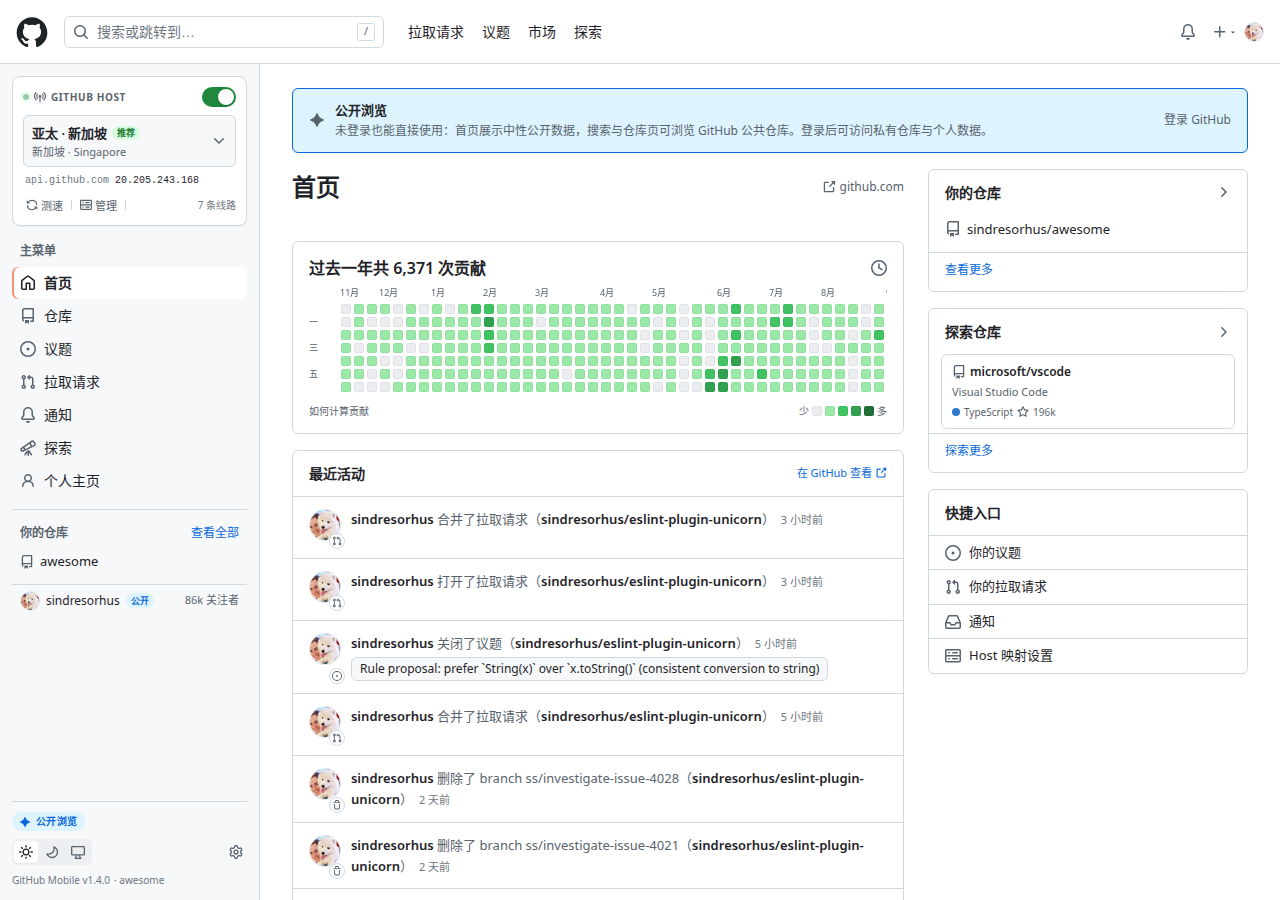 搜索或跳转到…
/
拉取请求
议题
市场
探索
GITHUB HOST
亚太 · 新加坡 推荐
新加坡 · Singapore
api.github.com 20.205.243.168
测速
管理
7 条线路
主菜单
首页
仓库
议题
拉取请求
通知
探索
个人主页
你的仓库
查看全部
awesome
sindresorhus 公开 86k 关注者
公开浏览
GitHub Mobile v1.4.0 · awesome
公开浏览
未登录也能直接使用：首页展示中性公开数据，搜索与仓库页可浏览 GitHub 公共仓库。登录后可访问私有仓库与个人数据。
登录 GitHub
首页
github.com
过去一年共 6,371 次贡献
11月 12月 1月 2月 3月 4月 5月 6月 7月 8月
一
三
五
如何计算贡献
少 多
最近活动
在 GitHub 查看
sindresorhus 合并了拉取请求（sindresorhus/eslint-plugin-unicorn） 3 小时前
sindresorhus 打开了拉取请求（sindresorhus/eslint-plugin-unicorn） 3 小时前
sindresorhus 关闭了议题（sindresorhus/eslint-plugin-unicorn） 5 小时前
Rule proposal: prefer `String(x)` over `x.toString()` (consistent conversion to string)
sindresorhus 合并了拉取请求（sindresorhus/eslint-plugin-unicorn） 5 小时前
sindresorhus 删除了 branch ss/investigate-issue-4028（sindresorhus/eslint-plugin-
unicorn） 2 天前
sindresorhus 删除了 branch ss/investigate-issue-4021（sindresorhus/eslint-plugin-
unicorn） 2 天前
你的仓库
sindresorhus/awesome
查看更多
探索仓库
microsoft/vscode
Visual Studio Code
TypeScript 196k
探索更多
快捷入口
你的议题
你的拉取请求
通知
Host 映射设置